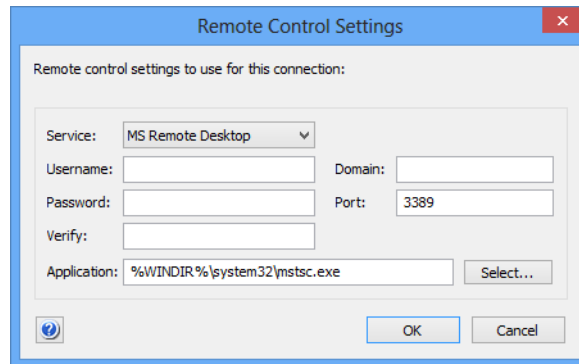 Remote Control Settings
Remote control settings to use for this connection:
Service: MS Remote Desktop
Username: Domain:
Password: Port: 3389
Verify:
Application: %WINDIR%\system32\mstsc.exe Select...
OK Cancel